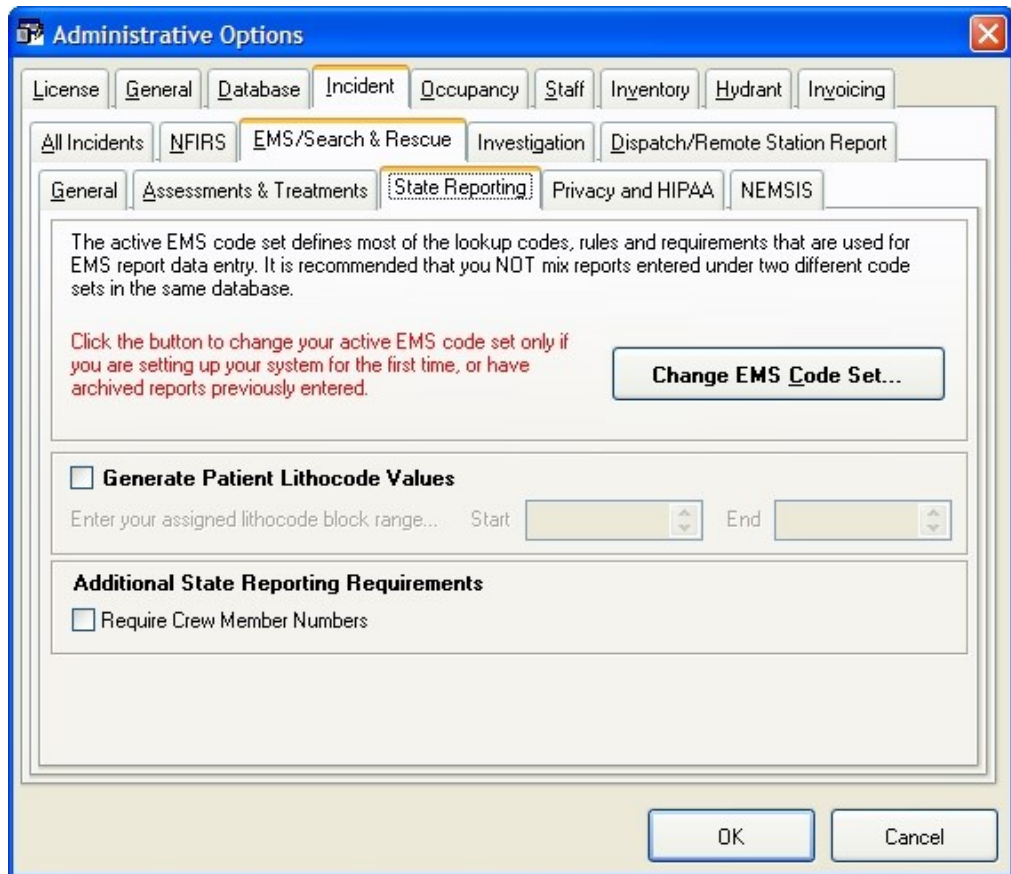 Administrative Options
License General Database Incident Occupancy Staff Inventory Hydrant Invoicing
All Incidents NFIRS EMS/Search & Rescue Investigation Dispatch/Remote Station Report
General Assessments & Treatments State Reporting Privacy and HIPAA NEMSIS
The active EMS code set defines most of the lookup codes, rules and requirements that are used for
EMS report data entry. It is recommended that you NOT mix reports entered under two different code
sets in the same database.
Click the button to change your active EMS code set only if
you are setting up your system for the first time, or have
archived reports previously entered.
Change EMS Code Set...
Generate Patient Lithocode Values
Enter your assigned lithocode block range... Start End
Additional State Reporting Requirements
Require Crew Member Numbers
OK Cancel